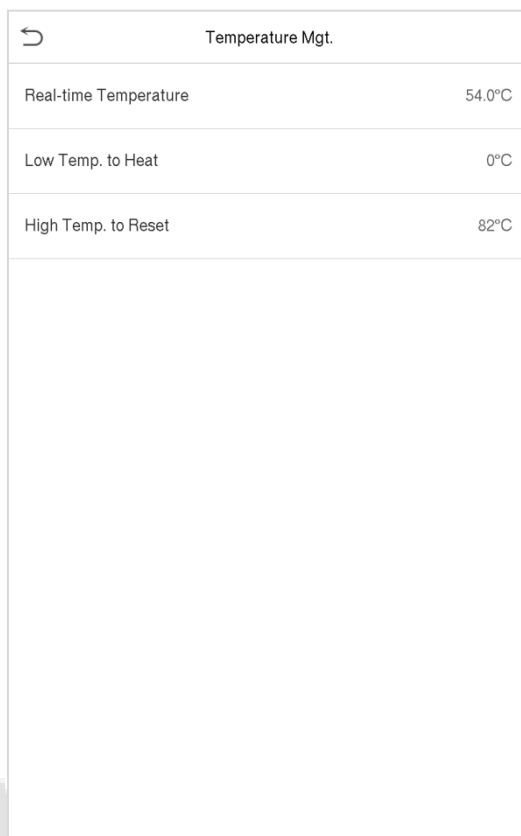 Temperature Mgt.
Real-time Temperature 54.0°C
Low Temp. to Heat 0°C
High Temp. to Reset 82°C